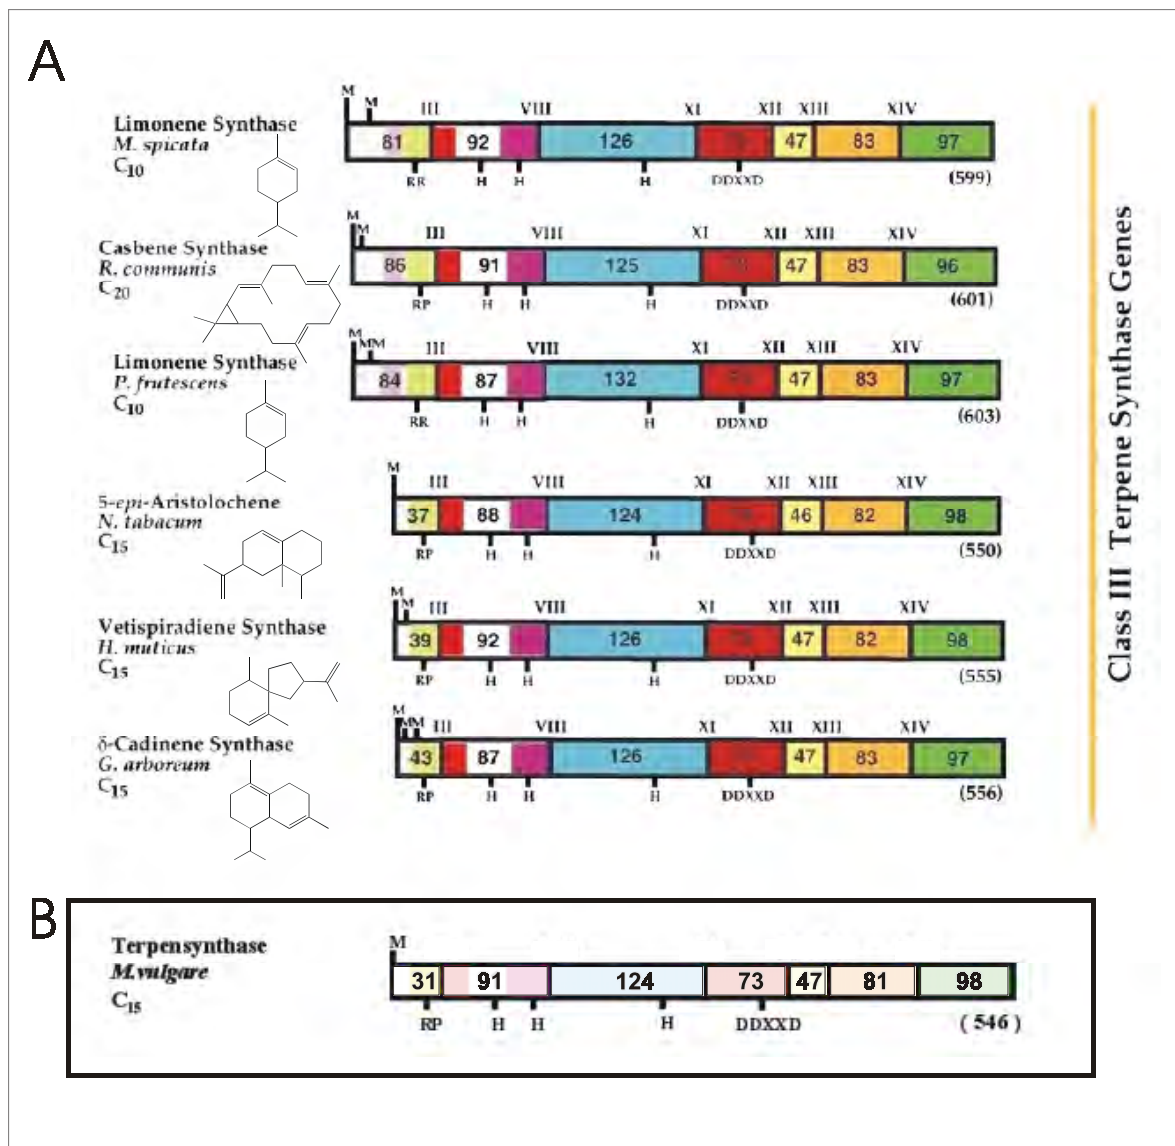 A
M
M III VIII XI XII XIII XIV
Limonene Synthase
M. spicata
C10
81 92 126 47 83 97
RR H H H DDXXD (599)
M
M III VIII XI XII XIII XIV
Casbene Synthase
R. communis
C20
86 91 125 47 83 96
RP H H H DDXXD (601)
M
MM III VIII XI XII XIII XIV
Limonene Synthase
P. frutescens
C10
84 87 132 47 83 97
RR H H H DDXXD (603)
M
III VIII XI XII XIII XIV
5-epi-Aristolochene
N. tabacum
C15
37 88 124 46 82 98
RP H H H DDXXD (550)
M
M III VIII XI XII XIII XIV
Vetispiradiene Synthase
H. muticus
C15
39 92 126 47 82 98
RP H H H DDXXD (555)
M
MM III VIII XI XII XIII XIV
δ-Cadinene Synthase
G. arboreum
C15
43 87 126 47 83 97
RP H H H DDXXD (556)
Class III Terpene Synthase Genes
B
M
Terpensynthase
M.vulgare
C15
31 91 124 73 47 81 98
RP H H H DDXXD ( 546 )